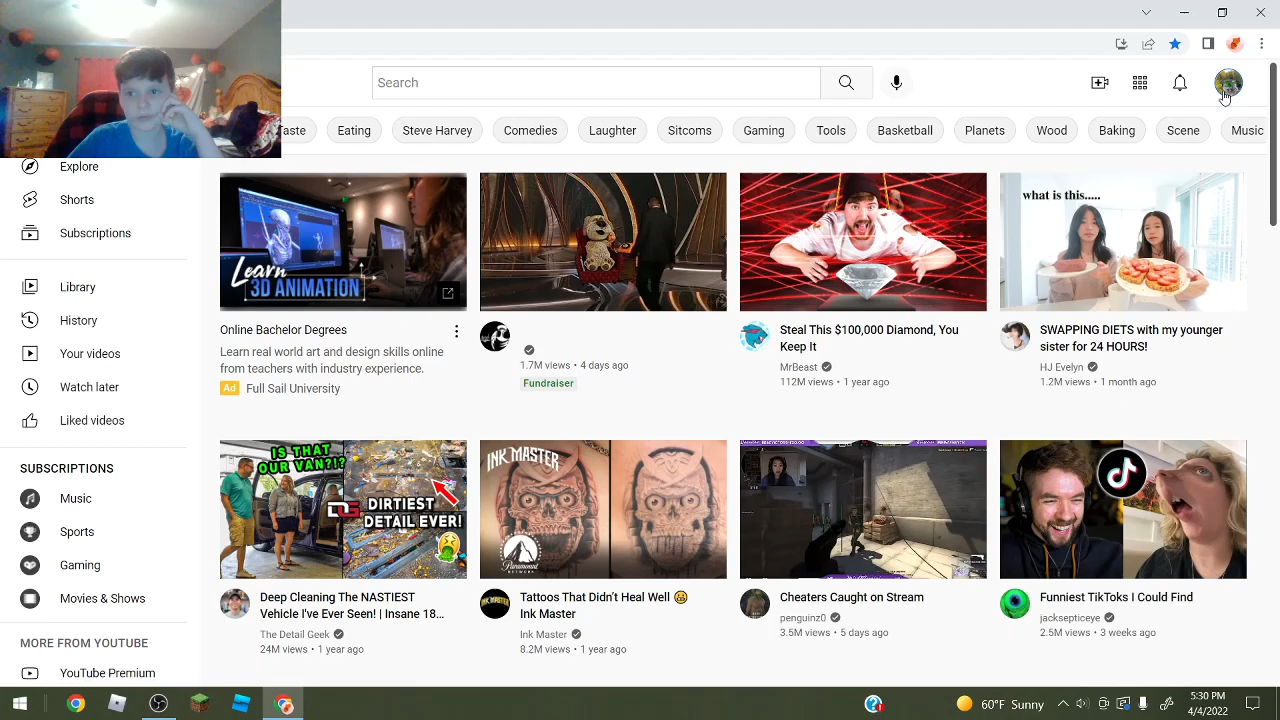 Search
Taste
Eating
Steve Harvey
Comedies
Laughter
Sitcoms
Gaming
Tools
Basketball
Planets
Wood
Baking
Scene
Music
Explore
Shorts
Subscriptions
Library
History
Your videos
Watch later
Liked videos
SUBSCRIPTIONS
Music
Sports
Gaming
Movies & Shows
MORE FROM YOUTUBE
YouTube Premium
Learn
3D ANIMATION
Online Bachelor Degrees
Learn real world art and design skills online
from teachers with industry experience.
Ad Full Sail University
1.7M views • 4 days ago
Fundraiser
Steal This $100,000 Diamond, You
Keep It
MrBeast
112M views • 1 year ago
what is this.....
SWAPPING DIETS with my younger
sister for 24 HOURS!
HJ Evelyn
1.2M views • 1 month ago
IS THAT
OUR VAN?!?
DG
DIRTIEST
DETAIL EVER!
Deep Cleaning The NASTIEST
Vehicle I've Ever Seen! | Insane 18...
The Detail Geek
24M views • 1 year ago
INK MASTER
Paramount
NETWORK
Tattoos That Didn't Heal Well 😩
Ink Master
INK MASTER
8.2M views • 1 year ago
Cheaters Caught on Stream
penguinz0
3.5M views • 5 days ago
Funniest TikToks I Could Find
jacksepticeye
2.5M views • 3 weeks ago
60°F Sunny
5:30 PM
4/4/2022